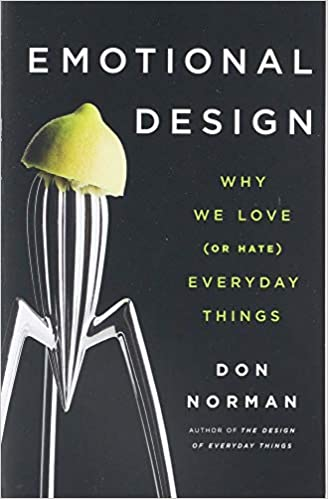 EMOTIONAL
DESIGN
WHY
WE LOVE
(OR HATE)
EVERYDAY
THINGS
DON
NORMAN
AUTHOR OF THE DESIGN
OF EVERYDAY THINGS